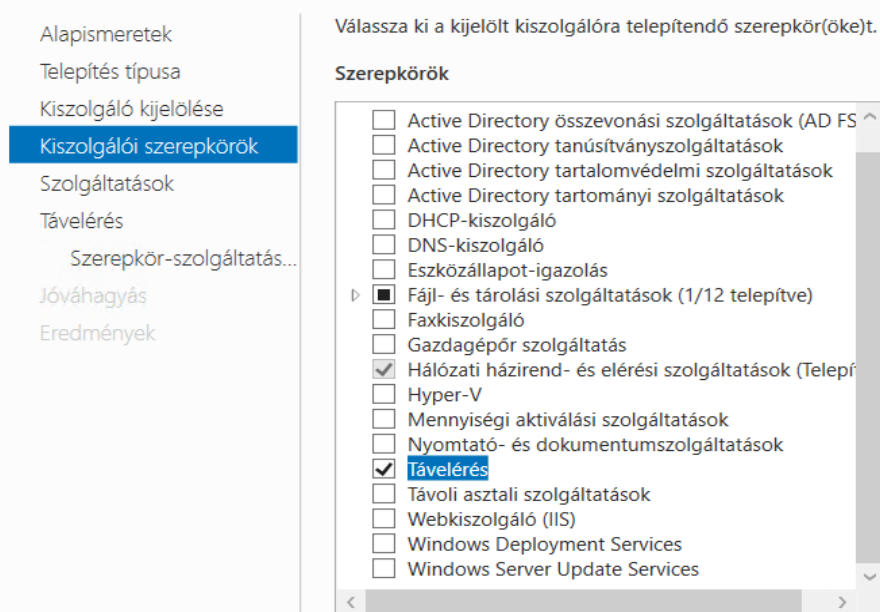 Alapismeretek
Telepítés típusa
Kiszolgáló kijelölése
Kiszolgálói szerepkörök
Szolgáltatások
Távelérés
Szerepkör-szolgáltatás...
Jóváhagyás
Eredmények
Válassza ki a kijelölt kiszolgálóra telepítendő szerepkör(öke)t.
Szerepkörök
Active Directory összevonási szolgáltatások (AD FS
Active Directory tanúsítványszolgáltatások
Active Directory tartalomvédelmi szolgáltatások
Active Directory tartományi szolgáltatások
DHCP-kiszolgáló
DNS-kiszolgáló
Eszközállapot-igazolás
Fájl- és tárolási szolgáltatások (1/12 telepítve)
Faxkiszolgáló
Gazdagépőr szolgáltatás
Hálózati házirend- és elérési szolgáltatások (Telepí
Hyper-V
Mennyiségi aktiválási szolgáltatások
Nyomtató- és dokumentumszolgáltatások
Távelérés
Távoli asztali szolgáltatások
Webkiszolgáló (IIS)
Windows Deployment Services
Windows Server Update Services